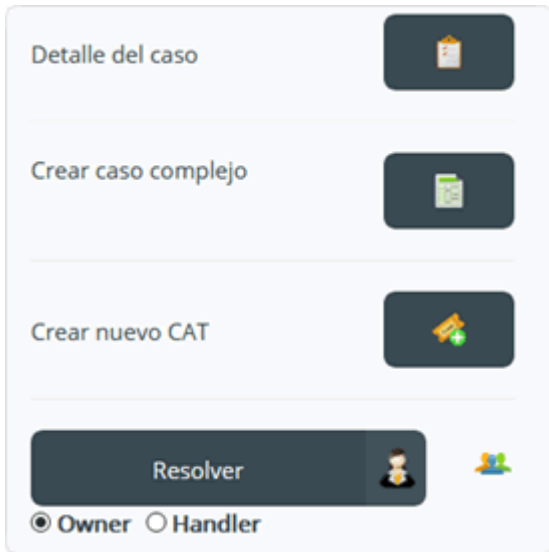 Detalle del caso
Crear caso complejo
Crear nuevo CAT
Resolver
Owner Handler